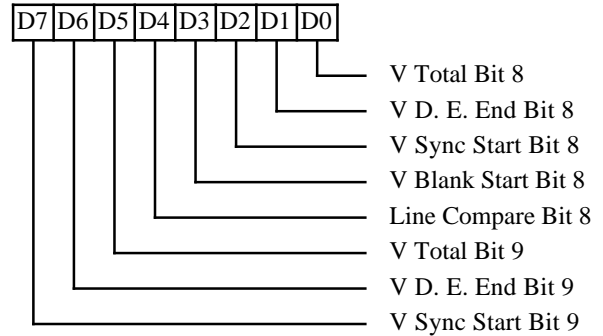 D7 D6 D5 D4 D3 D2 D1 D0
V Total Bit 8
V D. E. End Bit 8
V Sync Start Bit 8
V Blank Start Bit 8
Line Compare Bit 8
V Total Bit 9
V D. E. End Bit 9
V Sync Start Bit 9